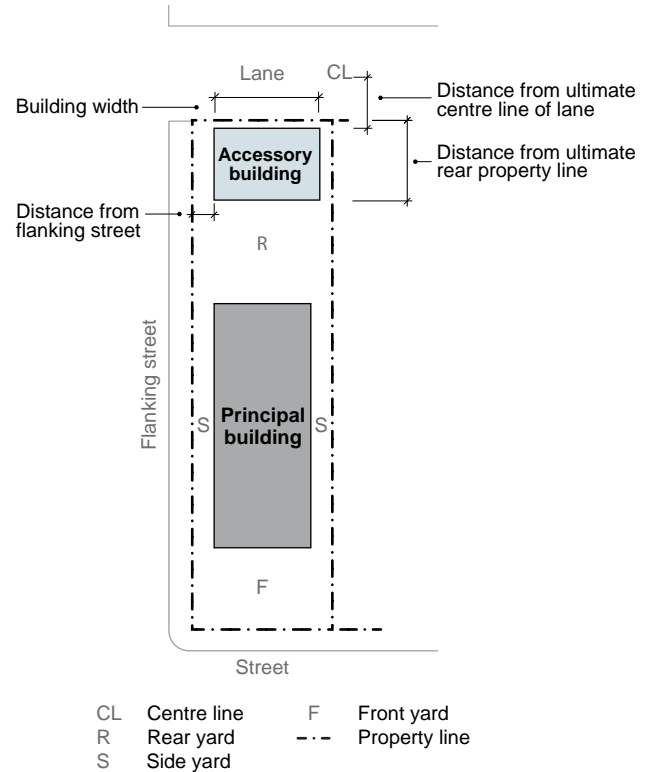 Lane
CL
Building width
Distance from ultimate
centre line of lane
Accessory
building
Distance from ultimate
rear property line
Distance from
flanking street
R
Flanking street
S
Principal
building
S
F
Street
CL Centre line
R Rear yard
S Side yard
F Front yard
Property line